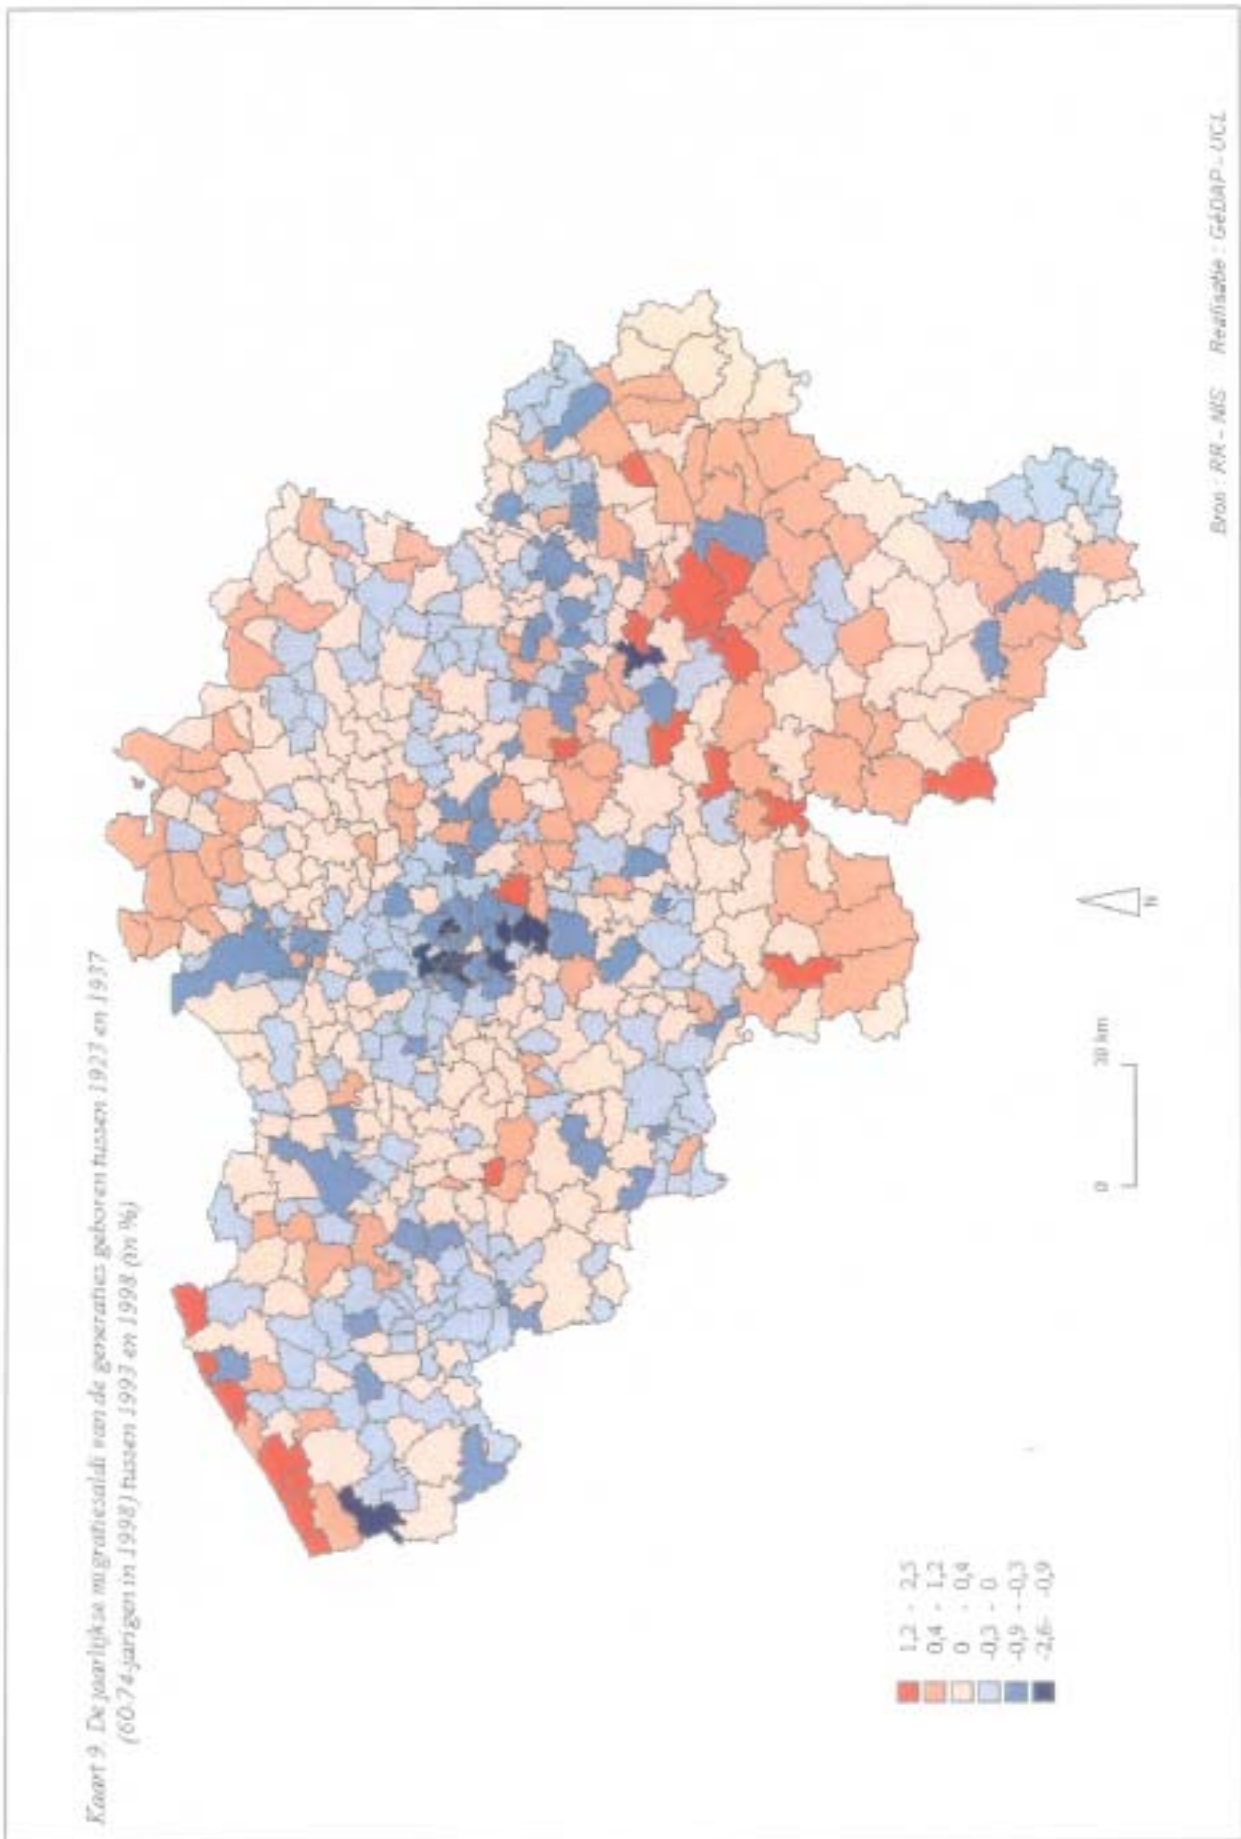 Kaart 9. De jaarlijkse migratiesaldi van de generaties geboren tussen 1923 en 1937
(60-74-jarigen in 1998) tussen 1993 en 1998 (in %)
1,2 - 2,5
0,4 - 1,2
0 - 0,4
-0,3 - 0
-0,9 - -0,3
-2,6- -0,9
0 km
N
Bron : RR - NIS Realisatie : GéDAP - UCL